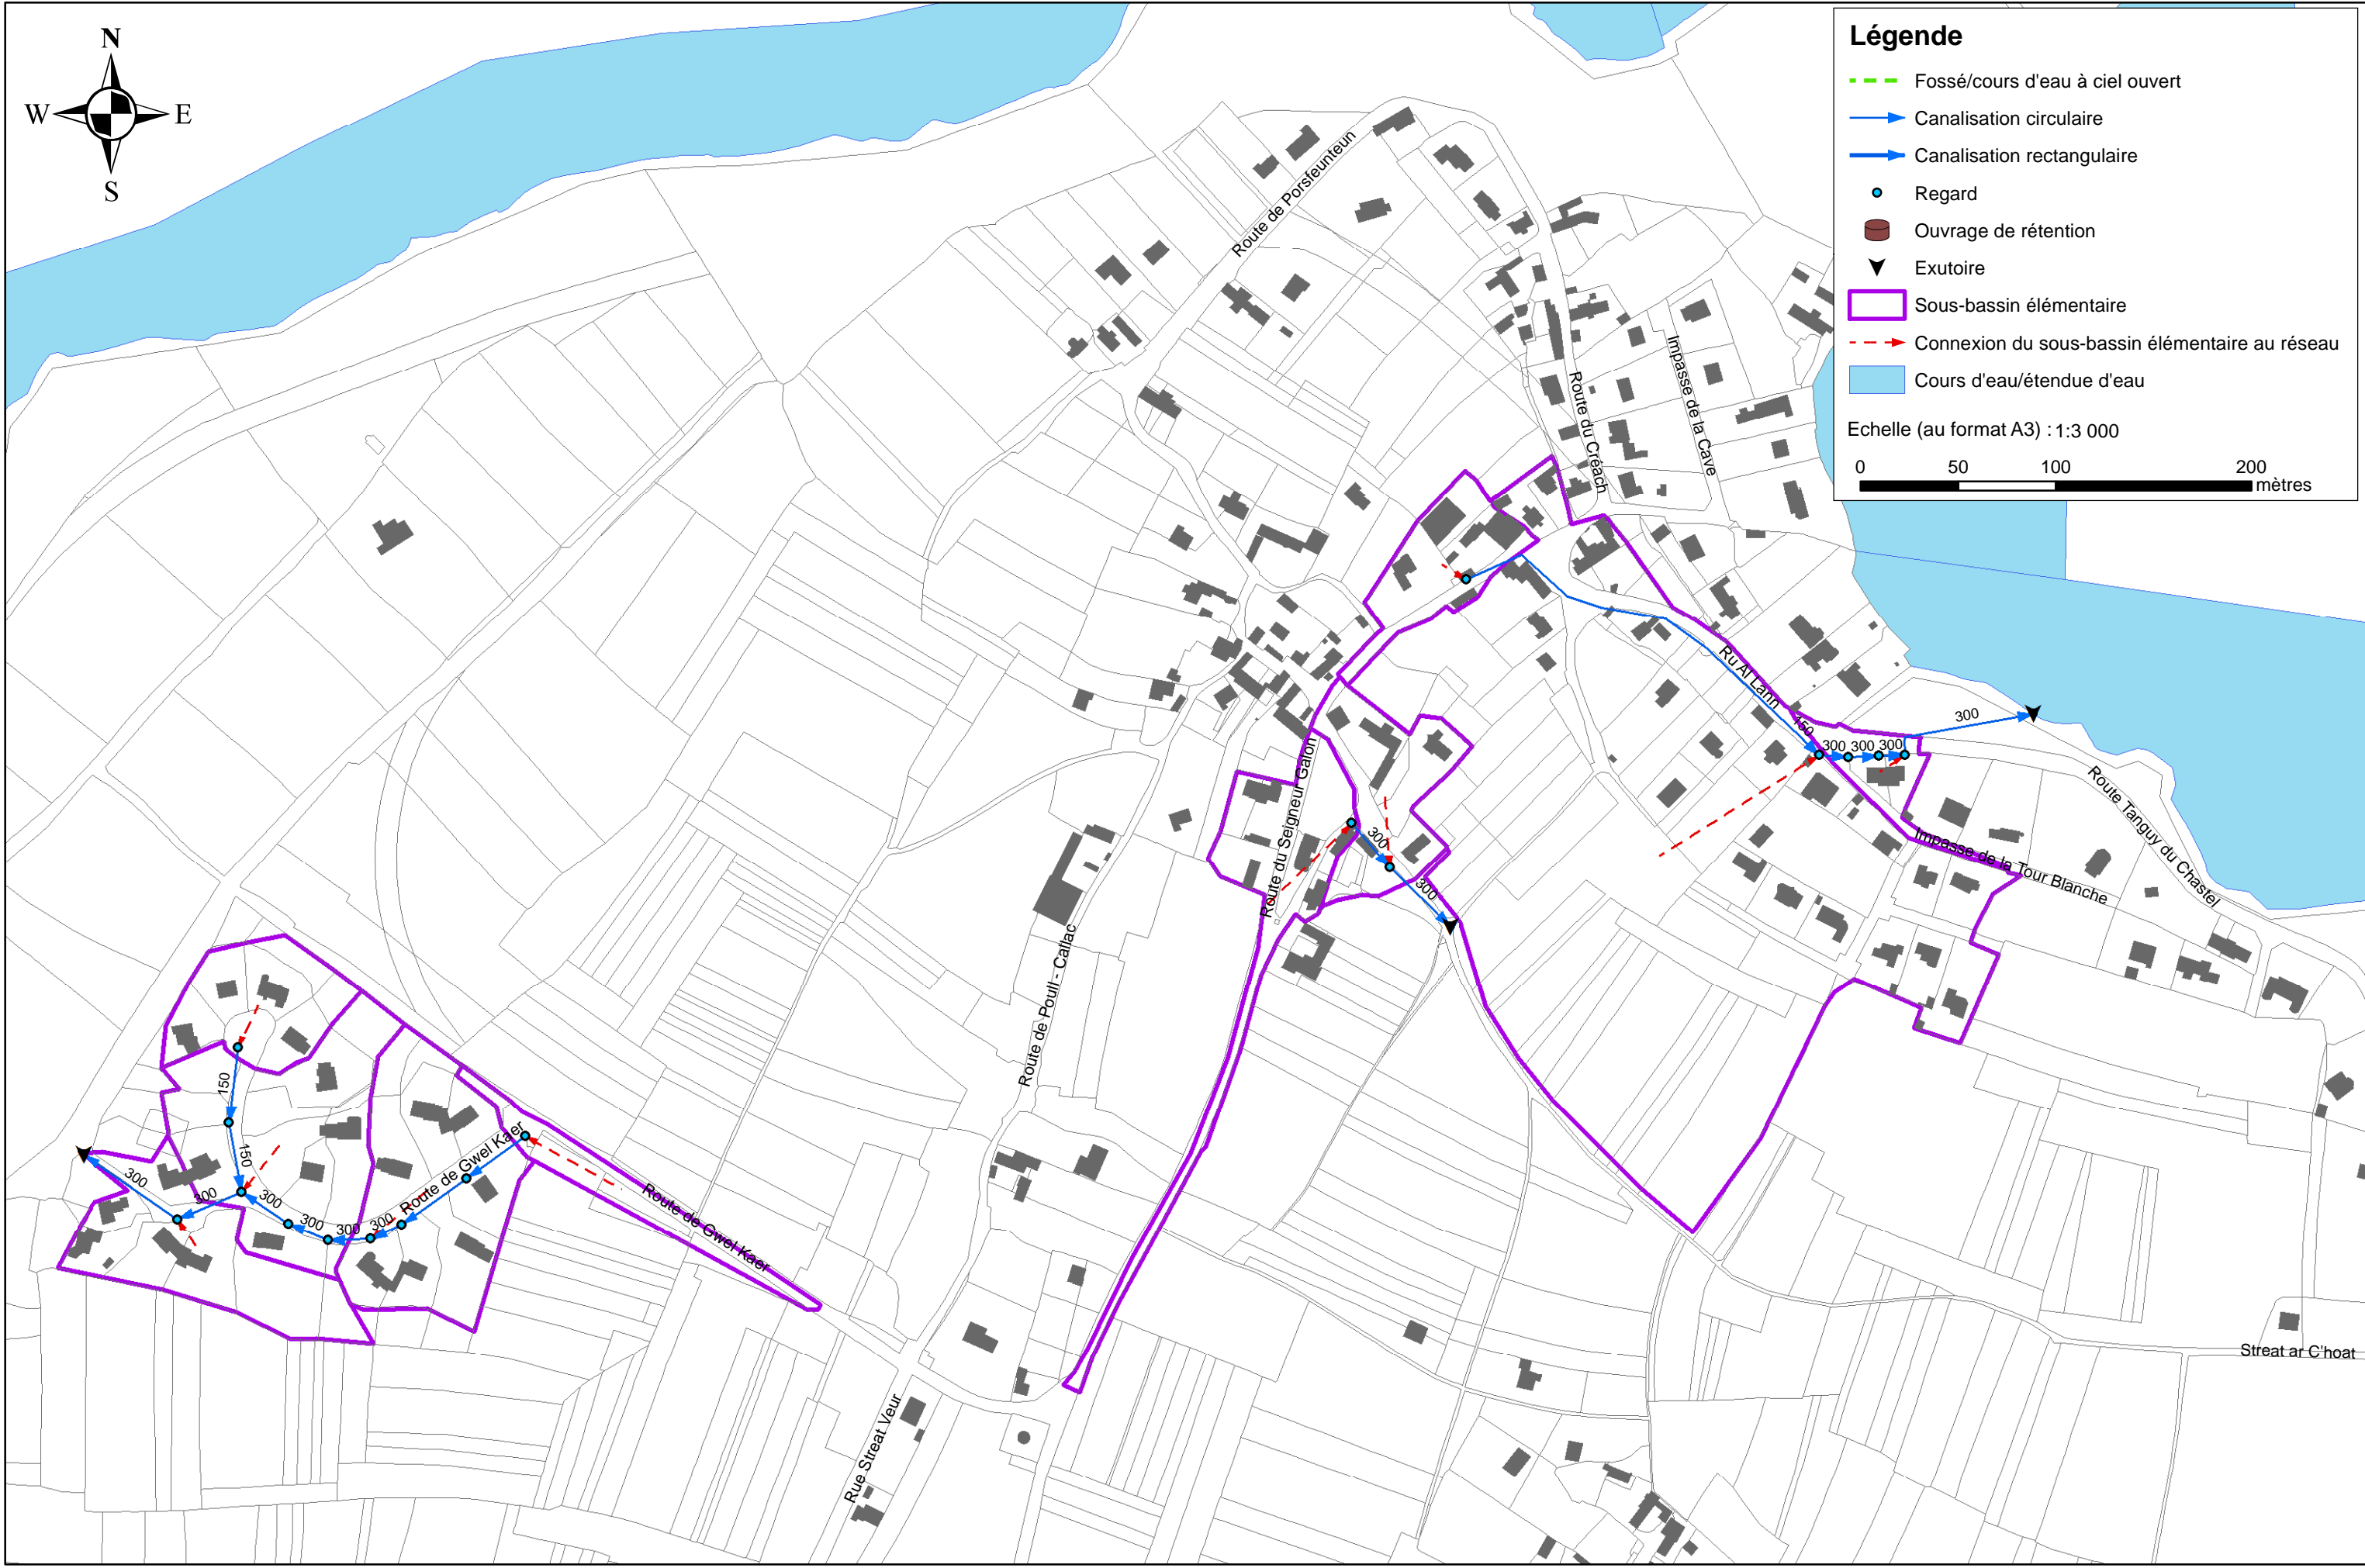 N
W E
S
Légende
Fossé/cours d'eau à ciel ouvert
Canalisation circulaire
Canalisation rectangulaire
Regard
Ouvrage de rétention
Exutoire
Sous-bassin élémentaire
Connexion du sous-bassin élémentaire au réseau
Cours d'eau/étendue d'eau
Echelle (au format A3) : 1:3 000
0 50 100 200
mètres
Route de Porsfeunteun
Impasse de la Cave
Route du Créach
Ru Al Lann
150
300 300 300
300
Route Tanguy du Chastel
Impasse de la Tour Blanche
Route du Seigneur Galon
300
300
Route de Poull - Callac
150
150
Route de Gwel Kaer
300
300
300
300
300
300
Route de Gwel Kaer
Streat ar C'hoat
Rue Streat Veur